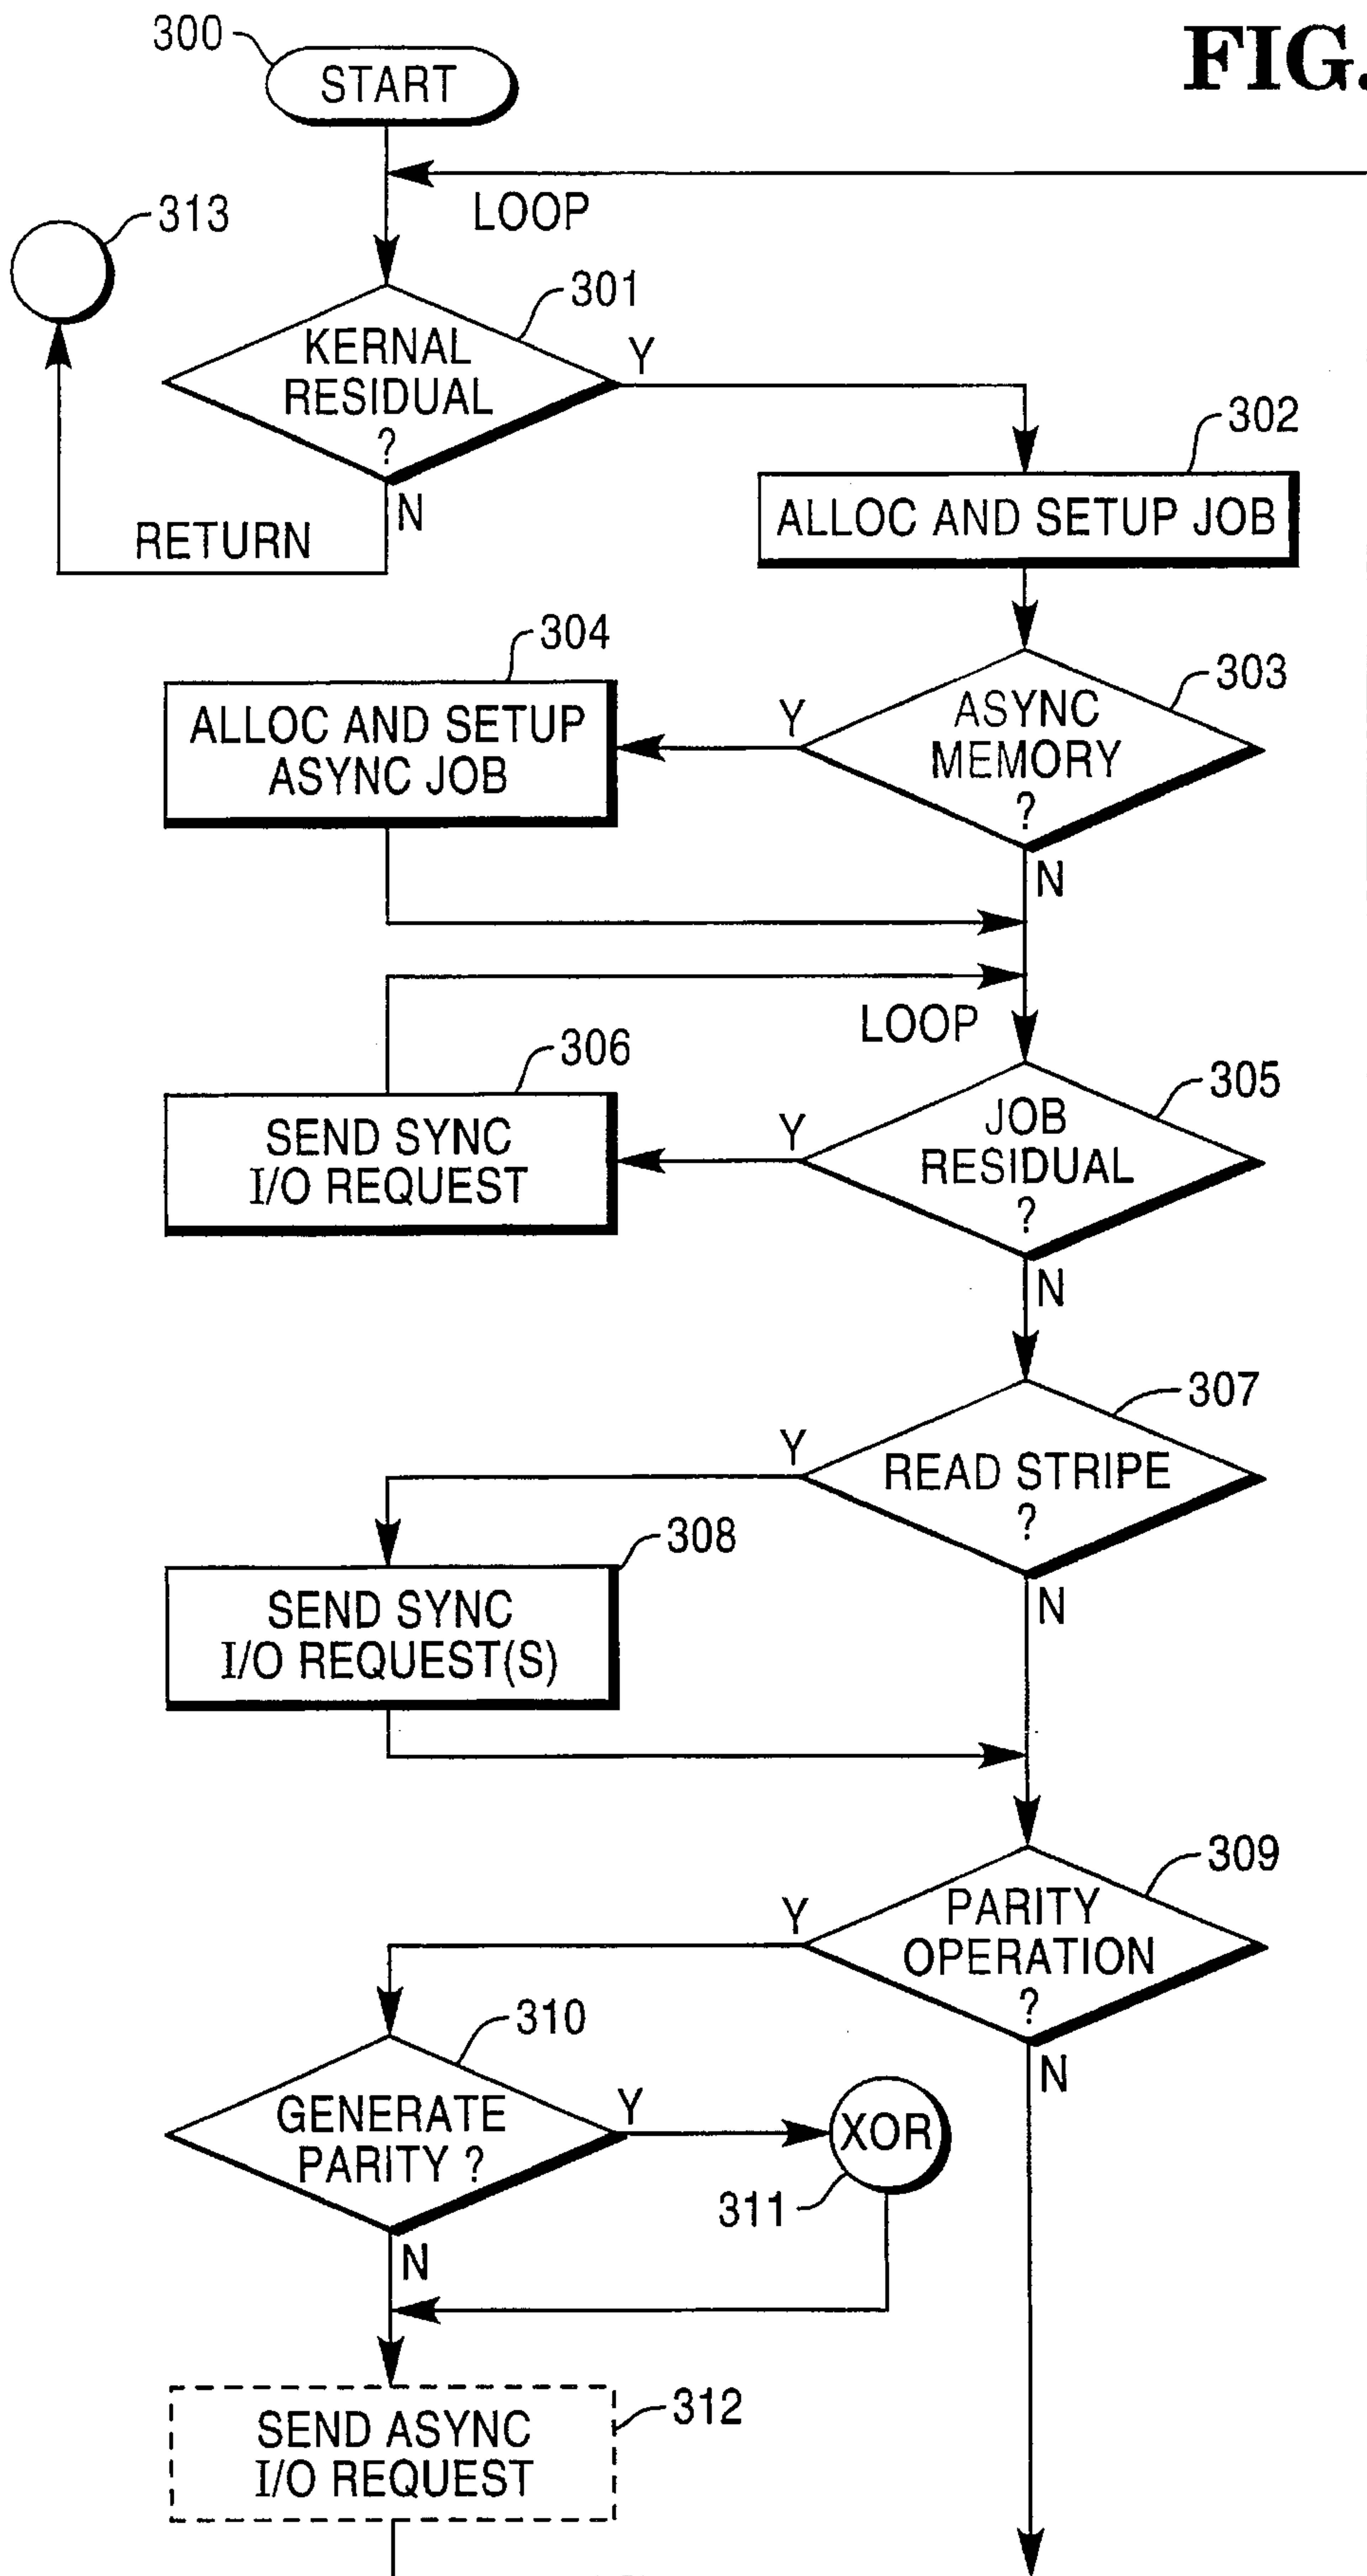 FIG.
300
START
LOOP
313
301
KERNAL
RESIDUAL
?
Y
N
RETURN
302
ALLOC AND SETUP JOB
304
ALLOC AND SETUP
ASYNC JOB
303
Y
ASYNC
MEMORY
?
N
LOOP
306
SEND SYNC
I/O REQUEST
305
Y
JOB
RESIDUAL
?
N
307
Y
READ STRIPE
?
N
308
SEND SYNC
I/O REQUEST(S)
309
Y
PARITY
OPERATION
?
N
310
GENERATE
PARITY ?
Y
N
XOR
311
312
SEND ASYNC
I/O REQUEST